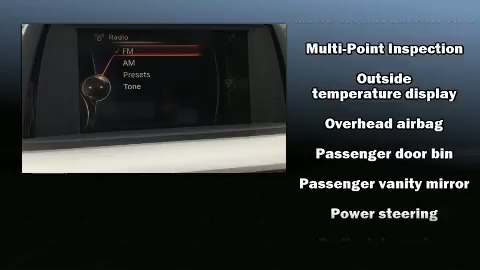 Radio
FM
AM
Presets
Tone
Multi-Point Inspection
Outside
temperature display
Overhead airbag
Passenger door bin
Passenger vanity mirror
Power steering